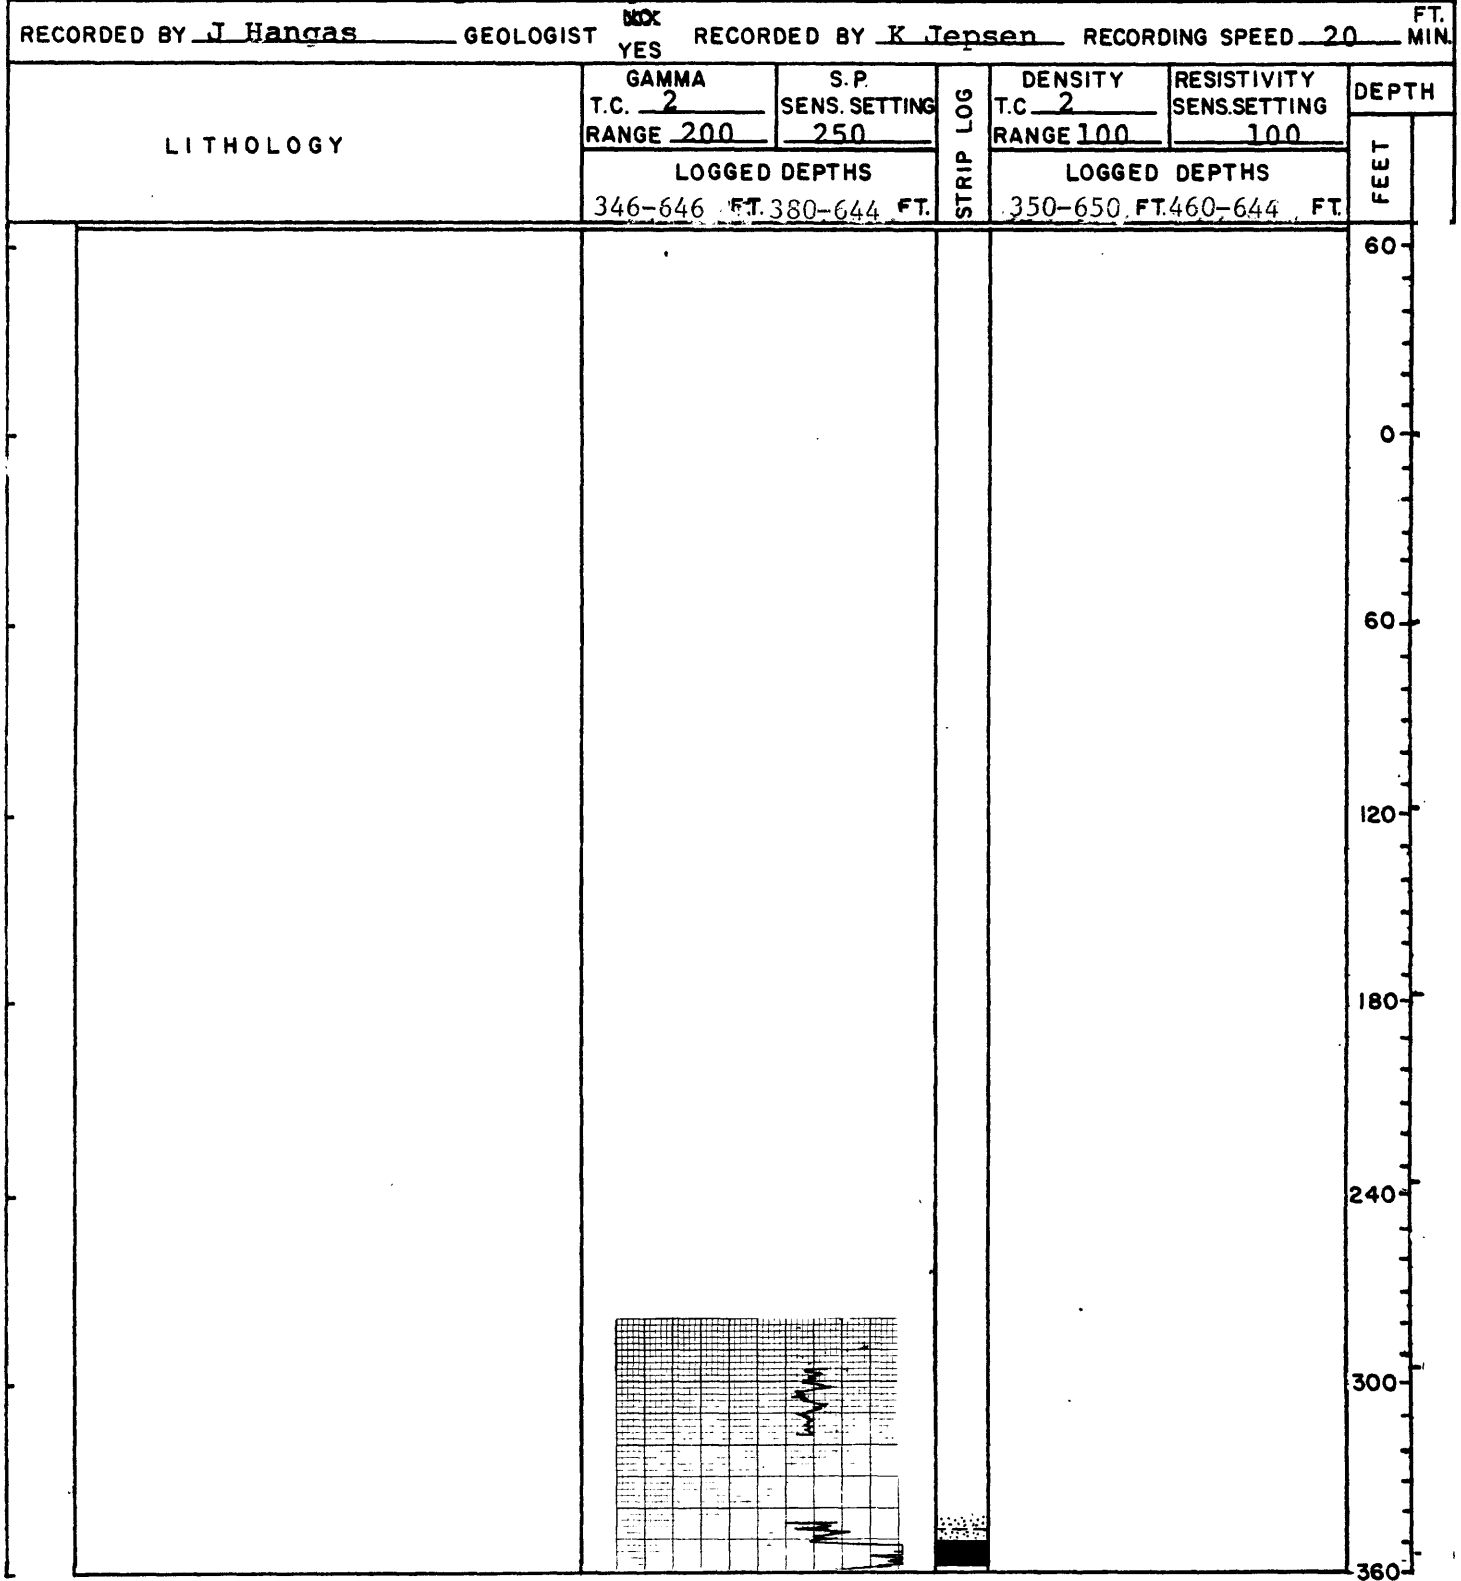 RECORDED BY J Hangas GEOLOGIST YES RECORDED BY K Jensen RECORDING SPEED 20 FT. MIN.
LITHOLOGY
GAMMA
T.C. 2
RANGE 200
S.P.
SENS. SETTING
250
LOGGED DEPTHS
346-646 FT. 380-644 FT.
STRIP LOG
DENSITY
T.C 2
RANGE 100
RESISTIVITY
SENS.SETTING
100
LOGGED DEPTHS
350-650 FT. 460-644 FT.
DEPTH
FEET
60
0
60
120
180
240
300
360